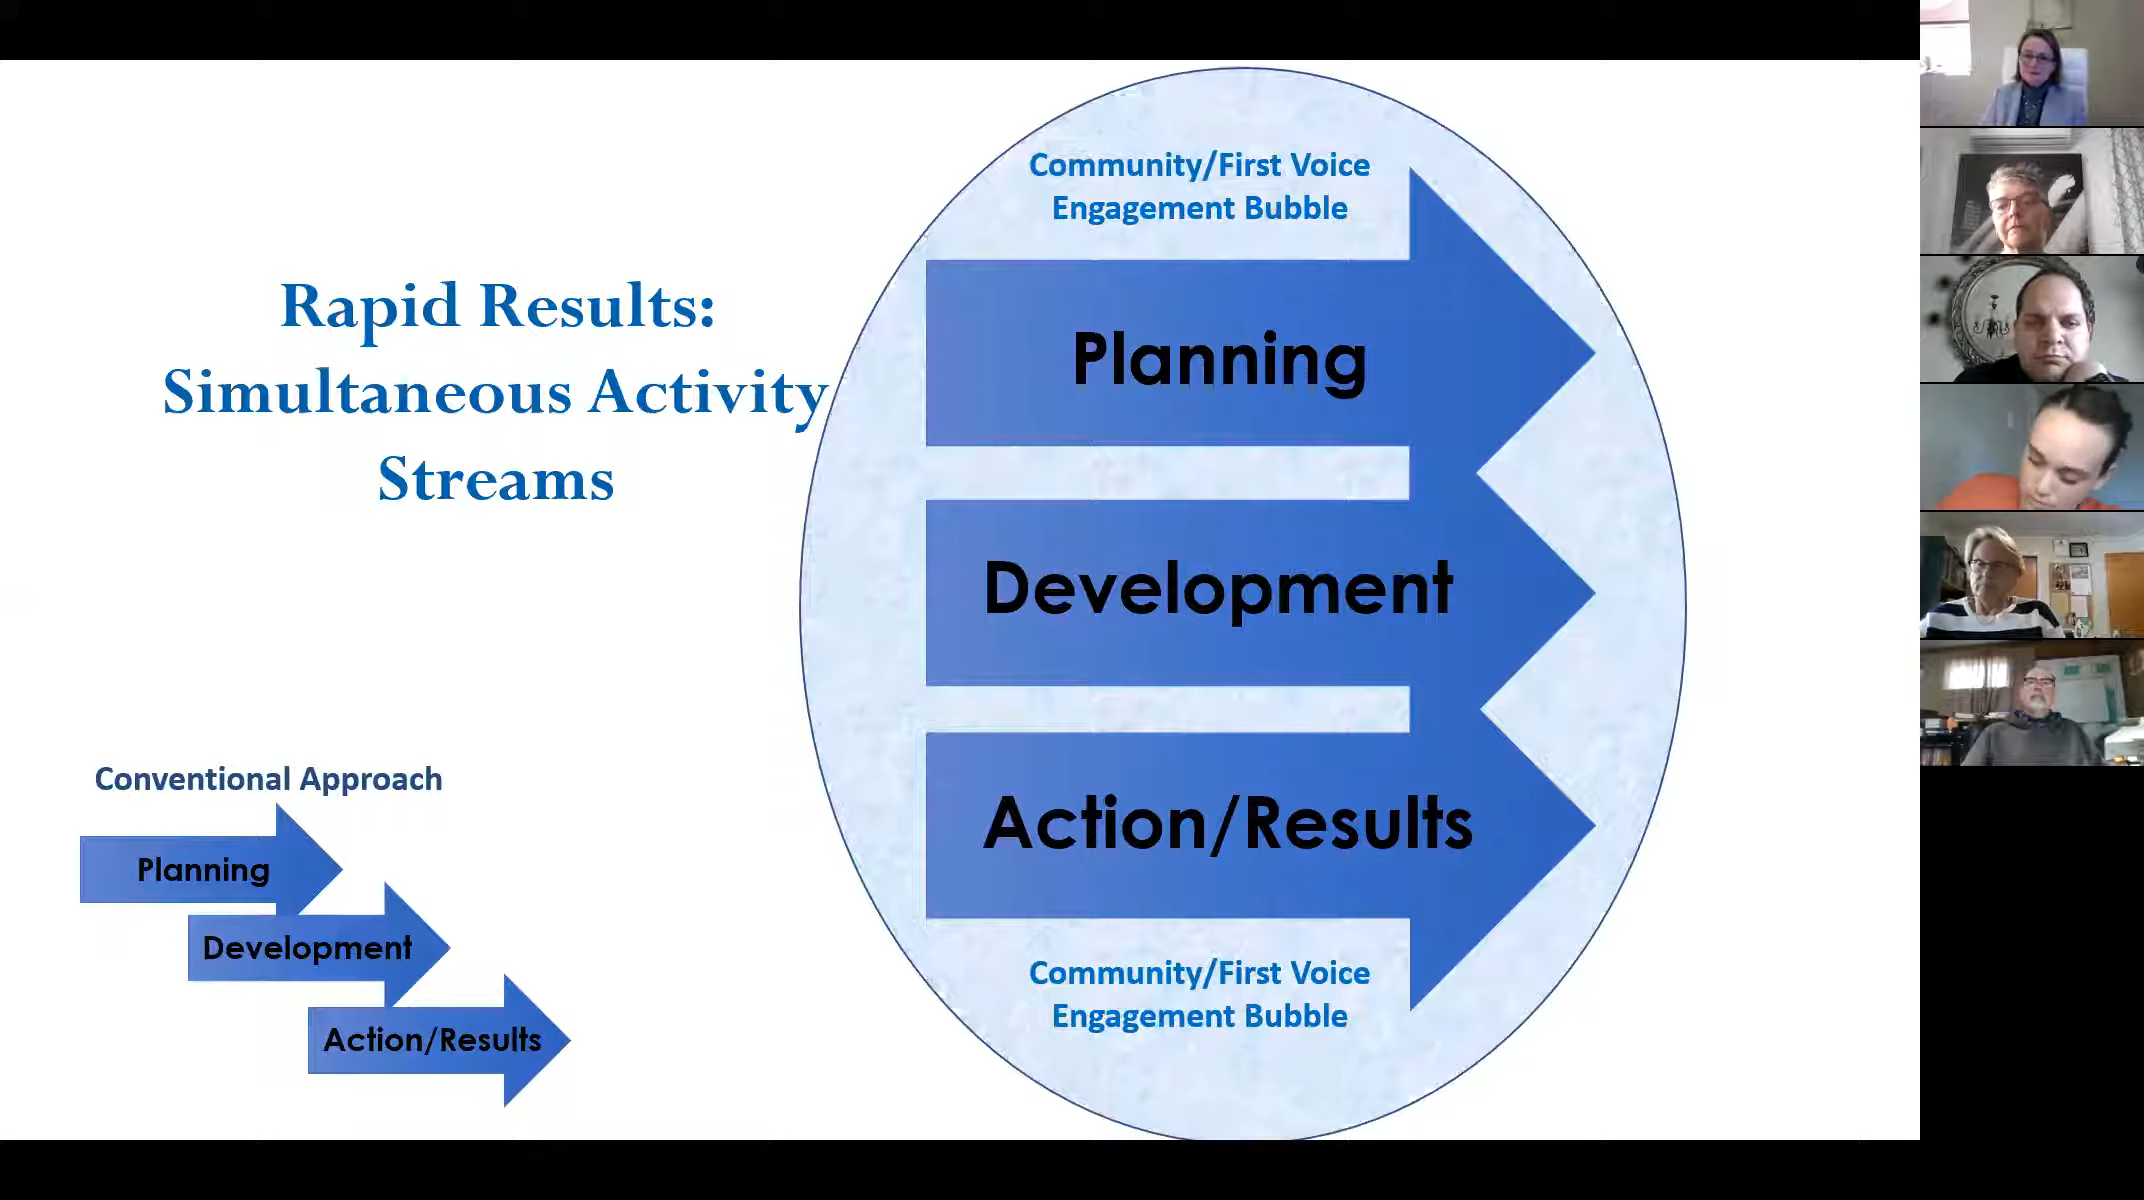 Rapid Results:
Simultaneous Activity
Streams
Community/First Voice
Engagement Bubble
Planning
Development
Action/Results
Community/First Voice
Engagement Bubble
Conventional Approach
Planning
Development
Action/Results